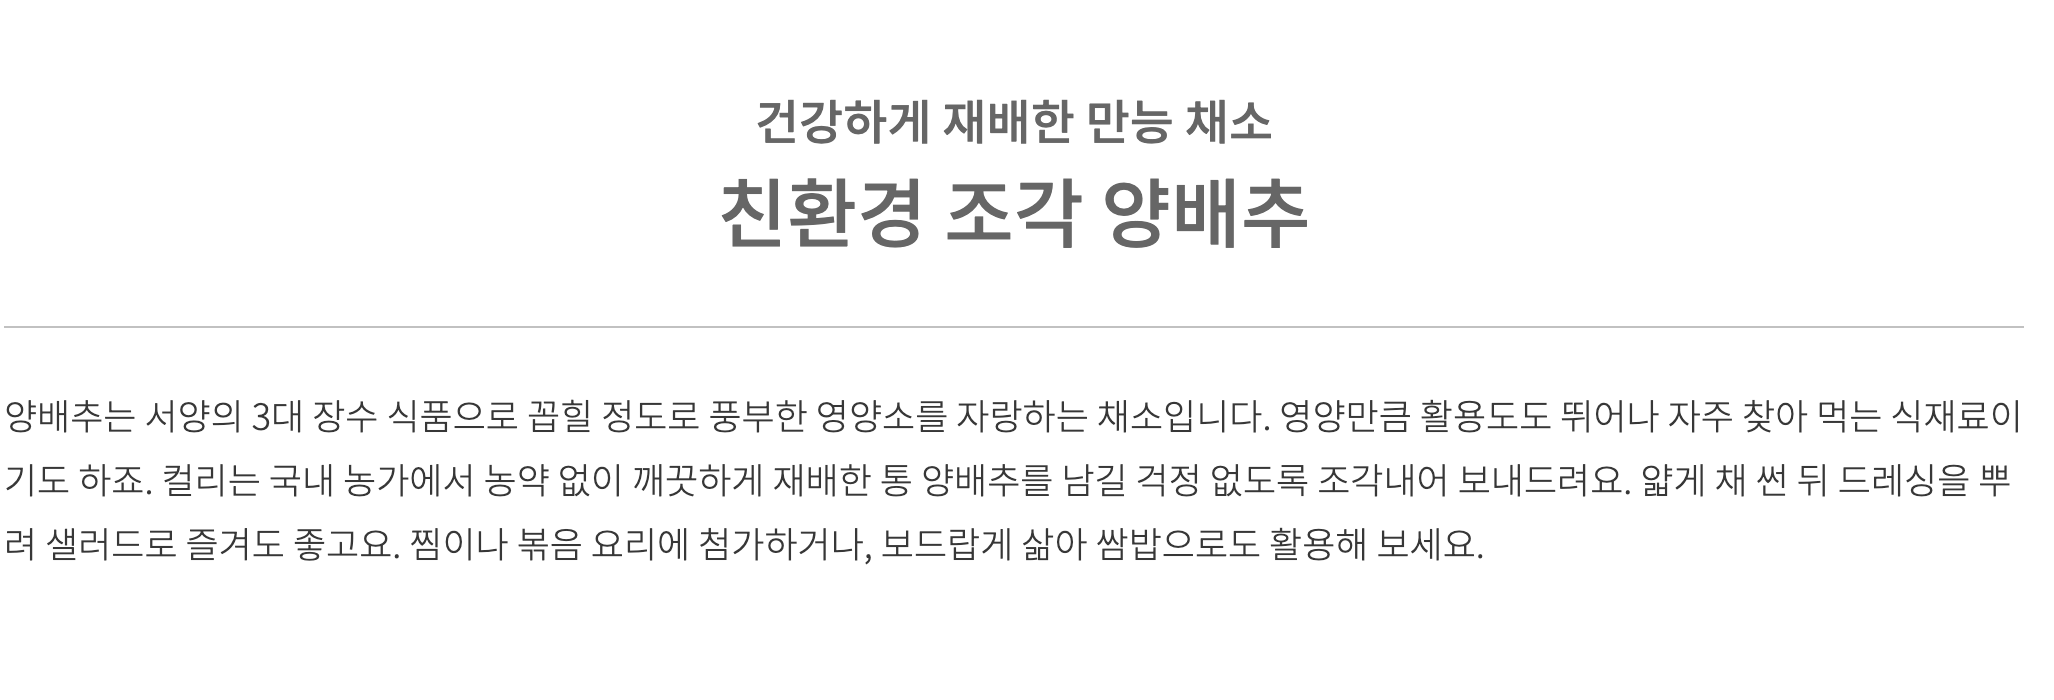 건강하게 재배한 만능 채소
친환경 조각 양배추
양배추는 서양의 3대 장수 식품으로 꼽힐 정도로 풍부한 영양소를 자랑하는 채소입니다. 영양만큼 활용도도 뛰어나 자주 찾아 먹는 식재료이
기도 하죠. 컬리는 국내 농가에서 농약 없이 깨끗하게 재배한 통 양배추를 남길 걱정 없도록 조각내어 보내드려요. 얇게 채 썬 뒤 드레싱을 뿌
려 샐러드로 즐겨도 좋고요. 찜이나 볶음 요리에 첨가하거나, 보드랍게 삶아 쌈밥으로도 활용해 보세요.